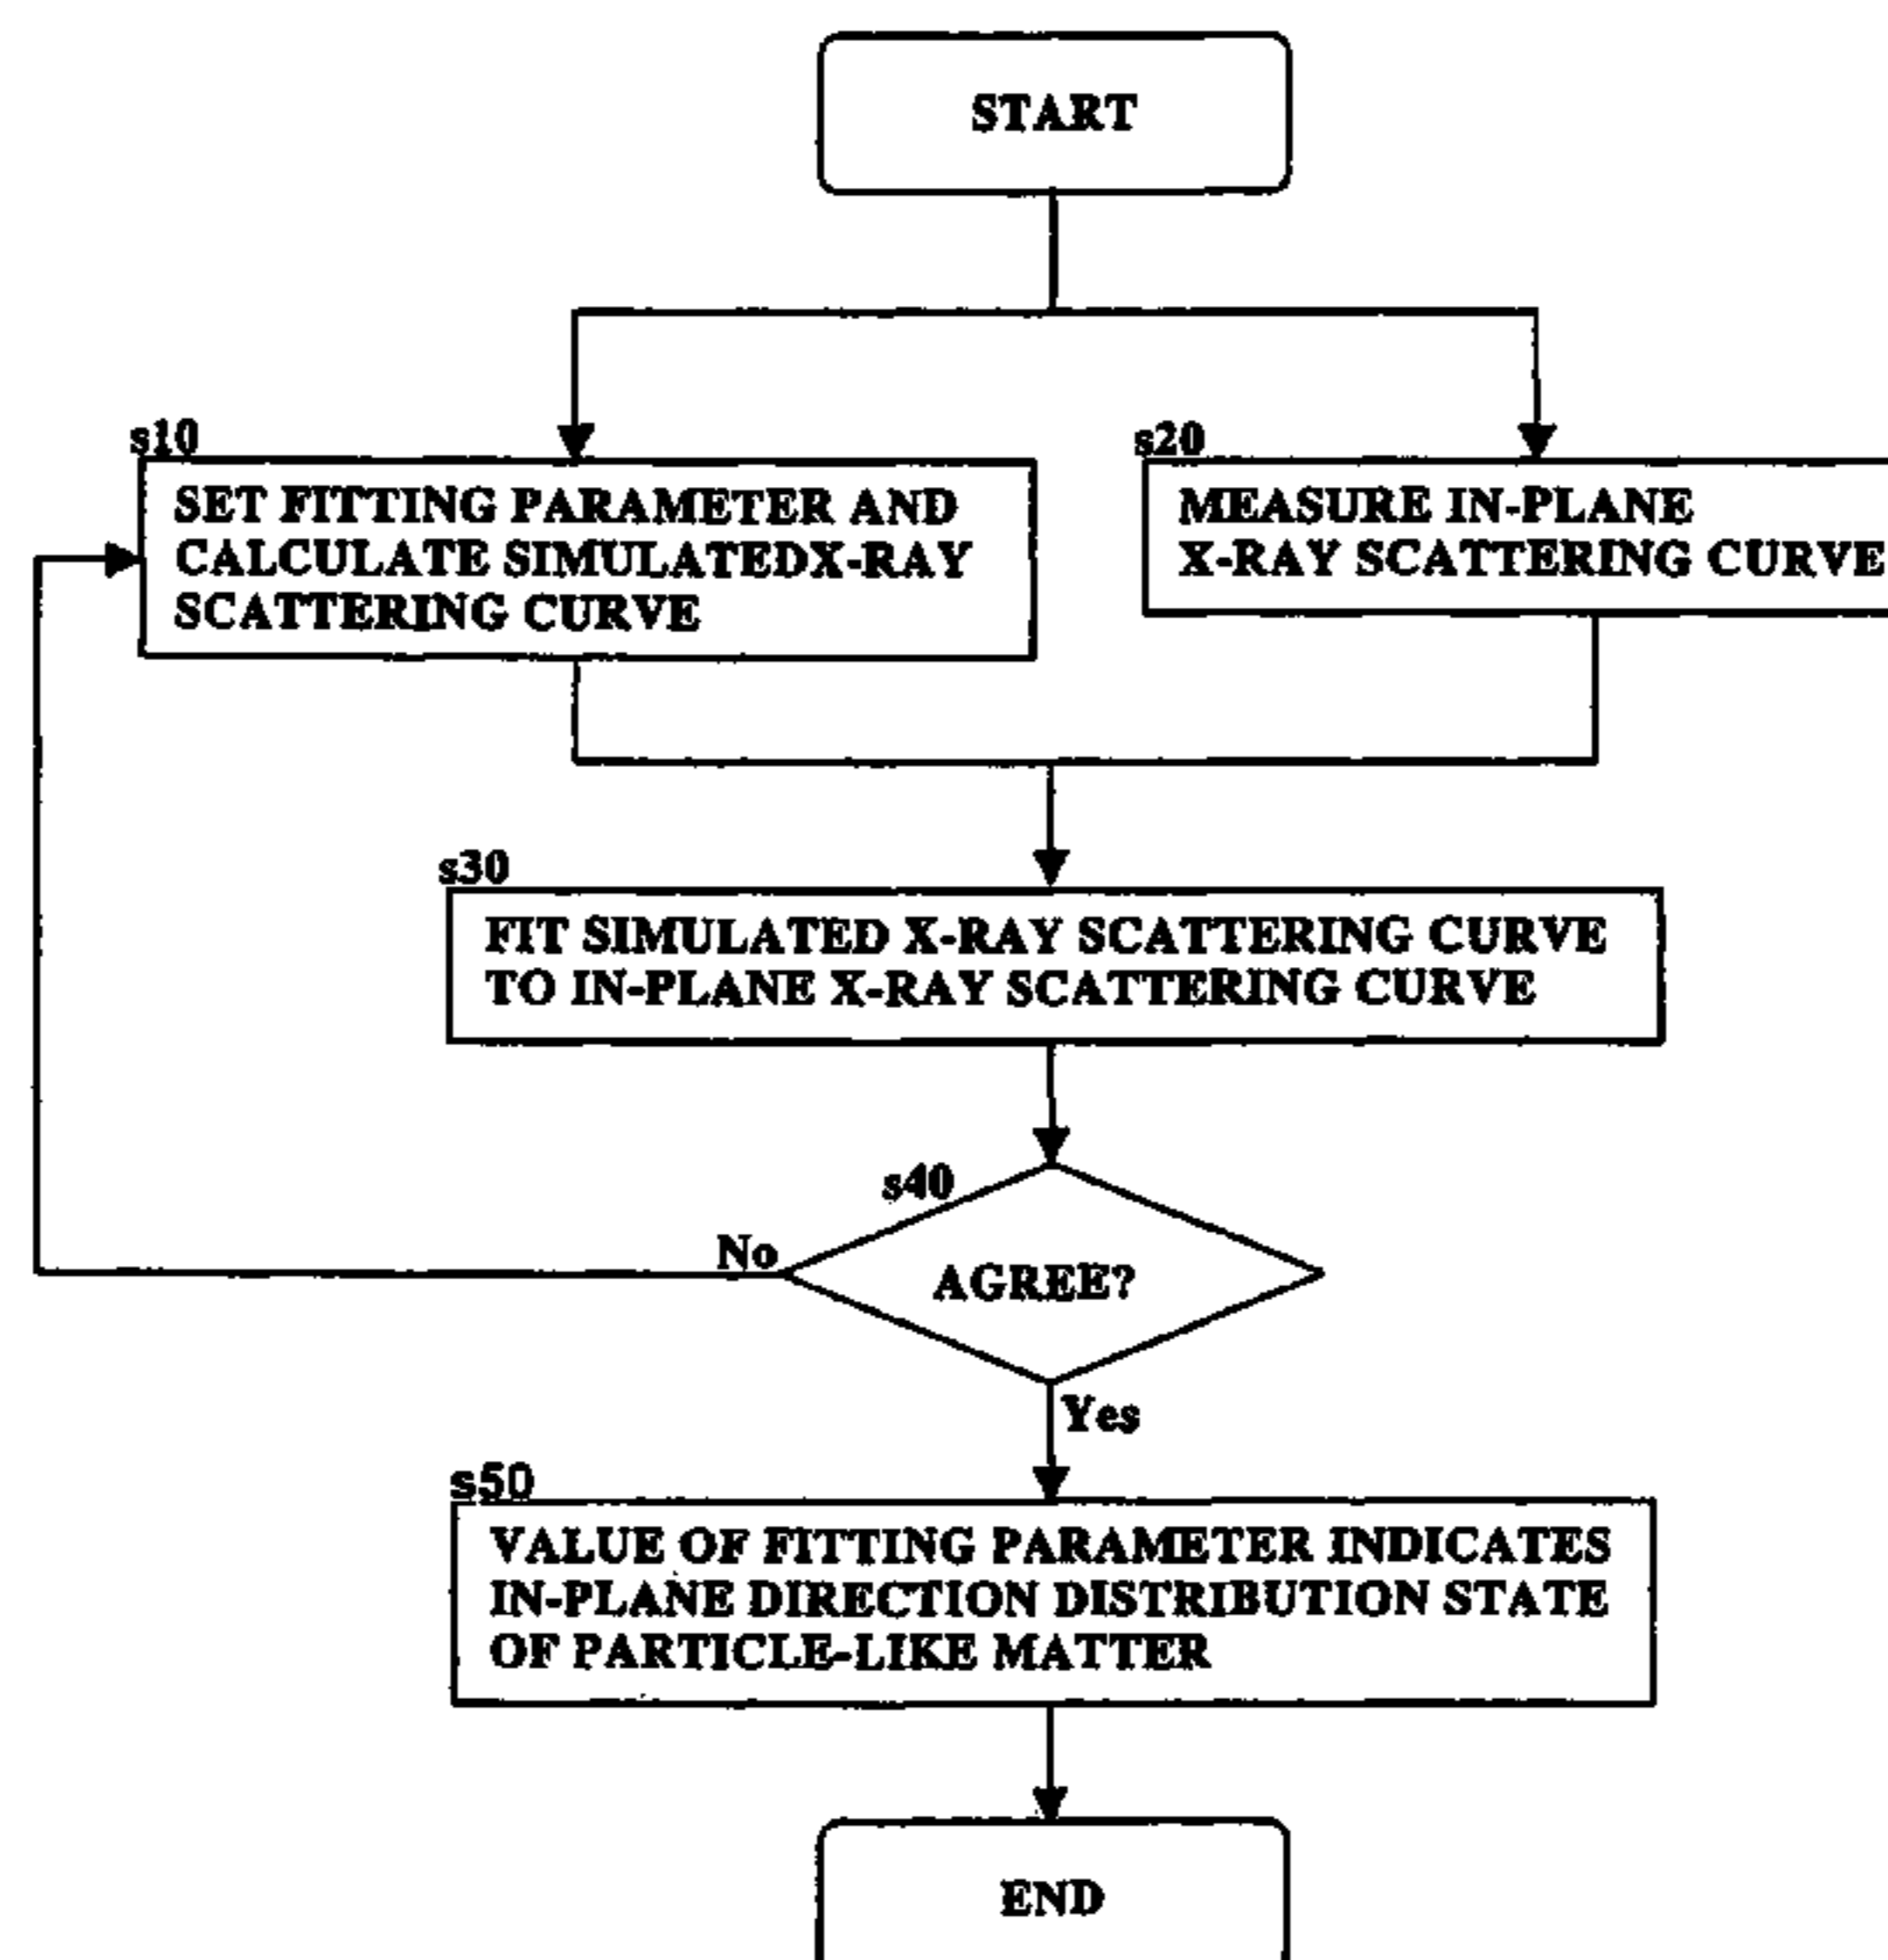 START
s10
SET FITTING PARAMETER AND
CALCULATE SIMULATEDX-RAY
SCATTERING CURVE
s20
MEASURE IN-PLANE
X-RAY SCATTERING CURVE
s30
FIT SIMULATED X-RAY SCATTERING CURVE
TO IN-PLANE X-RAY SCATTERING CURVE
s40
No
AGREE?
Yes
s50
VALUE OF FITTING PARAMETER INDICATES
IN-PLANE DIRECTION DISTRIBUTION STATE
OF PARTICLE-LIKE MATTER
END